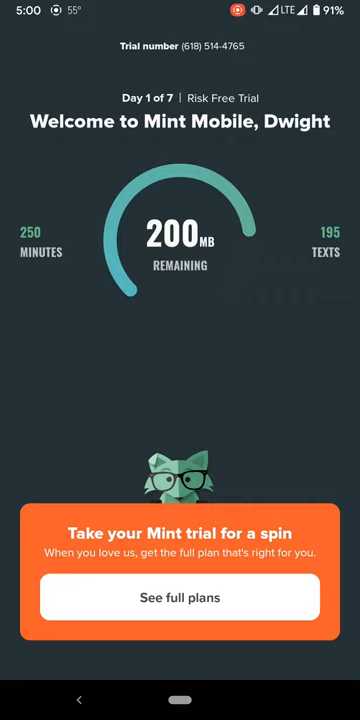 5:00 55° LTE 91%
Trial number (618) 514-4765
Day 1 of 7 | Risk Free Trial
Welcome to Mint Mobile, Dwight
200MB
REMAINING
250
MINUTES
195
TEXTS
Take your Mint trial for a spin
When you love us, get the full plan that's right for you.
See full plans